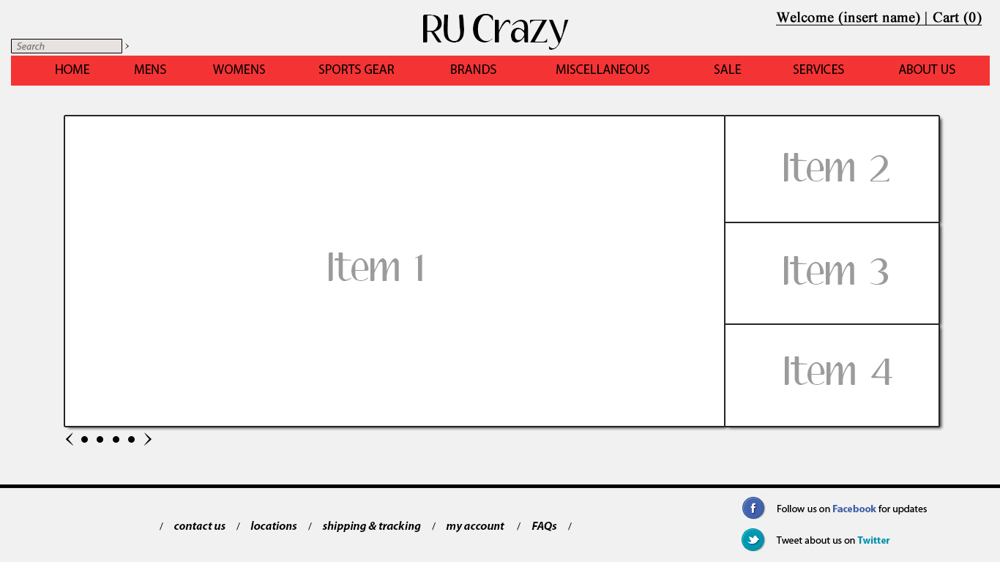 RU Crazy
Welcome (insert name) | Cart (0)
Search >
HOME MENS WOMENS SPORTS GEAR BRANDS MISCELLANEOUS SALE SERVICES ABOUT US
Item 1
Item 2
Item 3
Item 4
Follow us on Facebook for updates
/ contact us / locations / shipping & tracking / my account / FAQs /
Tweet about us on Twitter